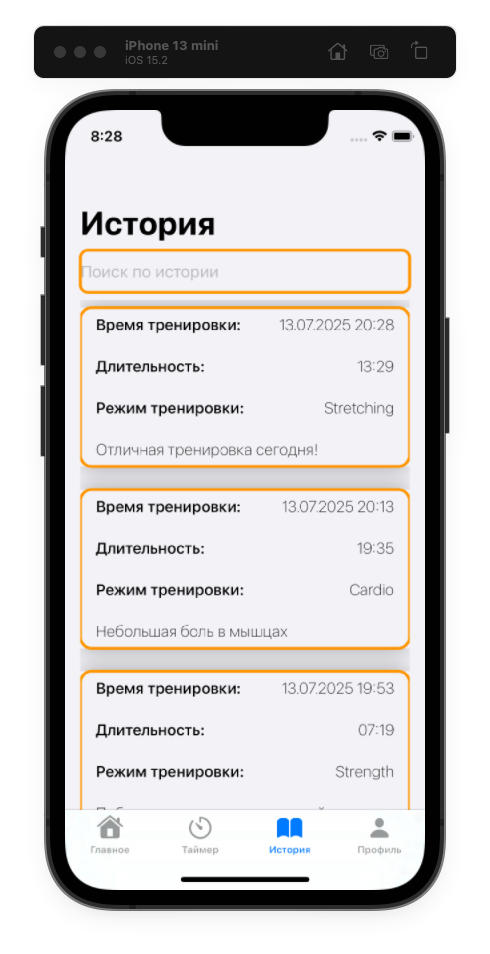 iPhone 13 mini
iOS 15.2
8:28
История
Поиск по истории
Время тренировки: 13.07.2025 20:28
Длительность: 13:29
Режим тренировки: Stretching
Отличная тренировка сегодня!
Время тренировки: 13.07.2025 20:13
Длительность: 19:35
Режим тренировки: Cardio
Небольшая боль в мышцах
Время тренировки: 13.07.2025 19:53
Длительность: 07:19
Режим тренировки: Strength
Главное Таймер История Профиль